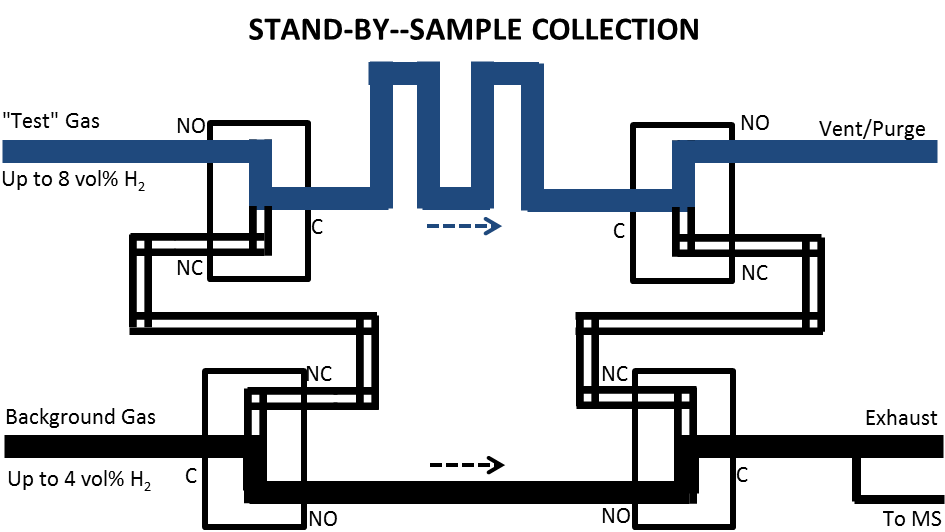 STAND-BY--SAMPLE COLLECTION
"Test" Gas
NO
NO
Vent/Purge
Up to 8 vol% H₂
C
C
NC
NC
NC
NC
Background Gas
Exhaust
Up to 4 vol% H₂
C
C
NO
NO
To MS